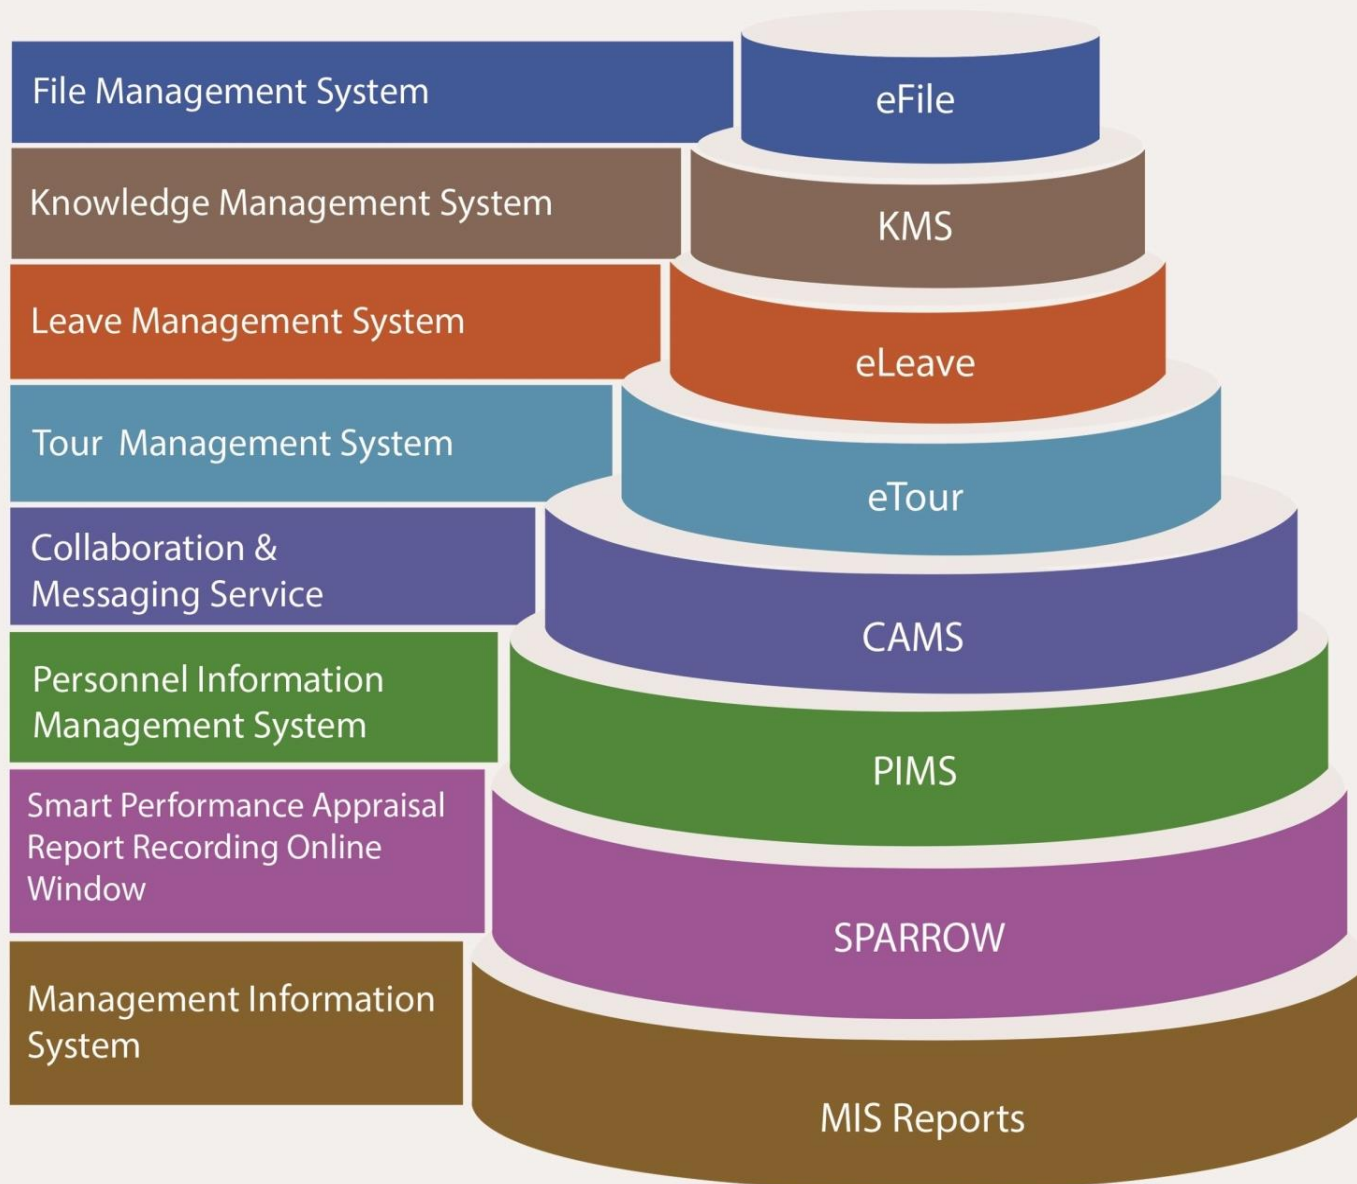 File Management System
eFile
Knowledge Management System
KMS
Leave Management System
eLeave
Tour Management System
eTour
Collaboration &
Messaging Service
CAMS
Personnel Information
Management System
PIMS
Smart Performance Appraisal
Report Recording Online
Window
SPARROW
Management Information
System
MIS Reports